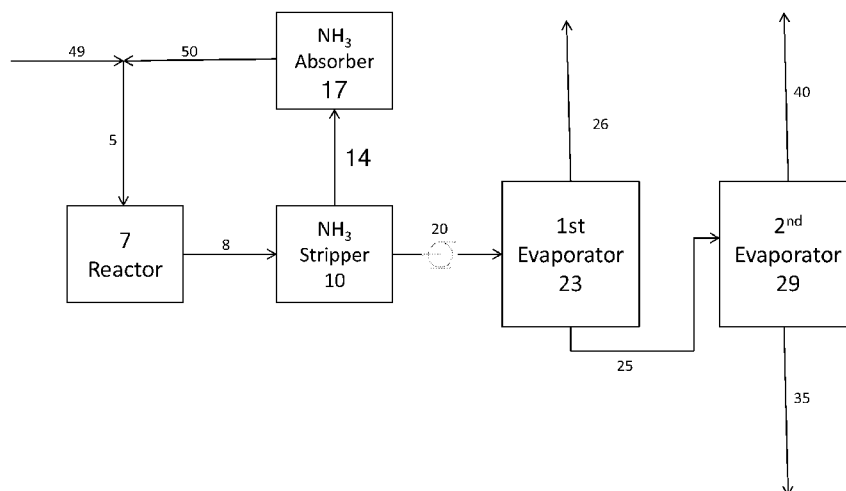 49
50
NH3
Absorber
17
5
14
26
40
7
Reactor
8
NH3
Stripper
10
20
1st
Evaporator
23
2nd
Evaporator
29
25
35